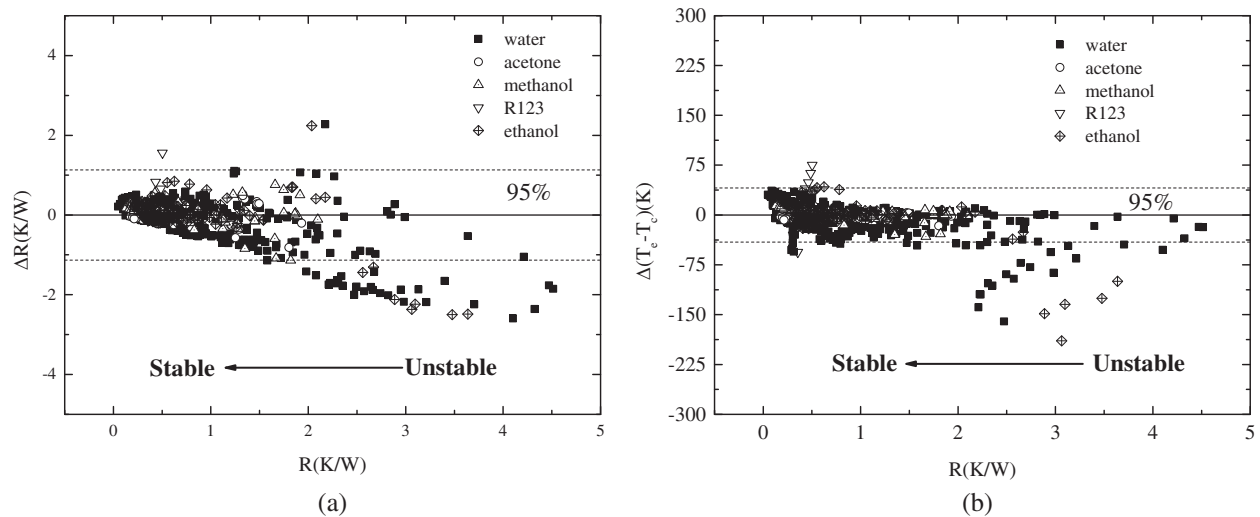 4
2
0
-2
-4
ΔR(K/W)
water
acetone
methanol
R123
ethanol
95%
Stable
Unstable
0 1 2 3 4 5
R(K/W)
(a)
300
225
150
75
0
-75
-150
-225
-300
Δ(Te-Tc)(K)
water
acetone
methanol
R123
ethanol
95%
Stable
Unstable
0 1 2 3 4 5
R(K/W)
(b)